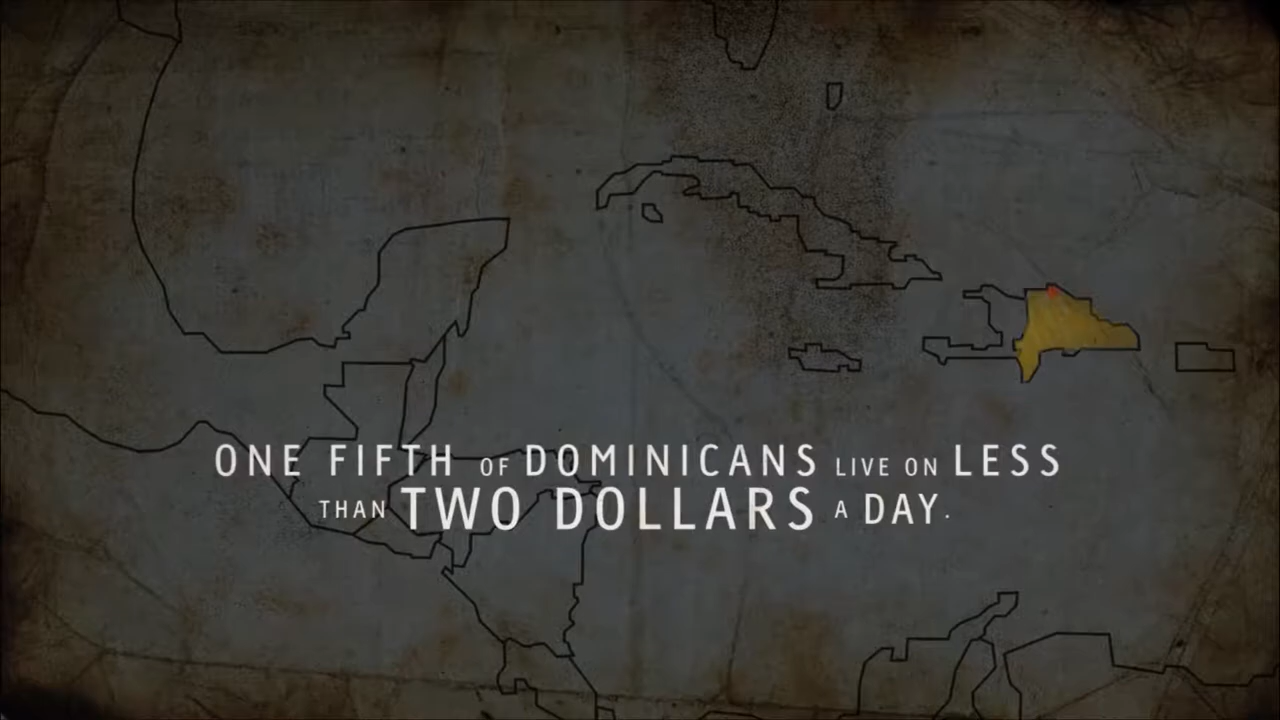 ONE FIFTH OF DOMINICANS LIVE ON LESS
THAN TWO DOLLARS A DAY.